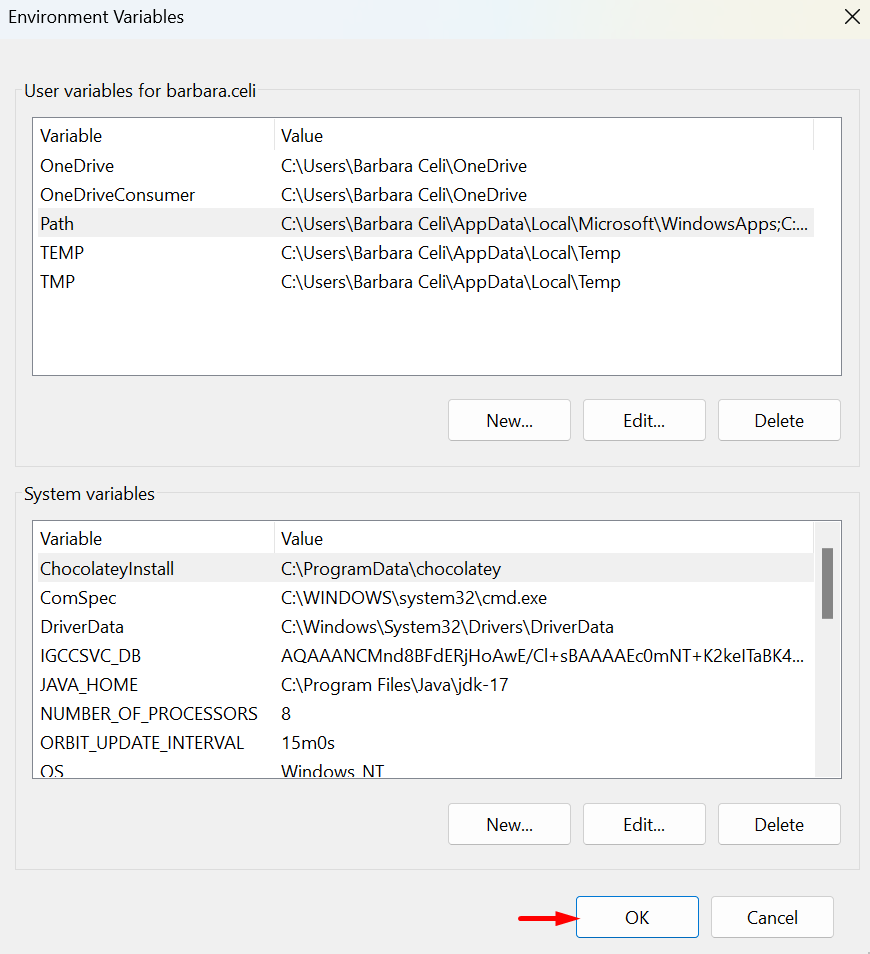 Environment Variables
User variables for barbara.celi
Variable Value
OneDrive C:\Users\Barbara Celi\OneDrive
OneDriveConsumer C:\Users\Barbara Celi\OneDrive
Path C:\Users\Barbara Celi\AppData\Local\Microsoft\WindowsApps;C:...
TEMP C:\Users\Barbara Celi\AppData\Local\Temp
TMP C:\Users\Barbara Celi\AppData\Local\Temp
New... Edit... Delete
System variables
Variable Value
ChocolateyInstall C:\ProgramData\chocolatey
ComSpec C:\WINDOWS\system32\cmd.exe
DriverData C:\Windows\System32\Drivers\DriverData
IGCCSVC_DB AQAAANCMnd8BFdERjHoAwE/Cl+sBAAAAEc0mNT+K2keITaBK4...
JAVA_HOME C:\Program Files\Java\jdk-17
NUMBER_OF_PROCESSORS 8
ORBIT_UPDATE_INTERVAL 15m0s
OS Windows_NT
New... Edit... Delete
OK Cancel